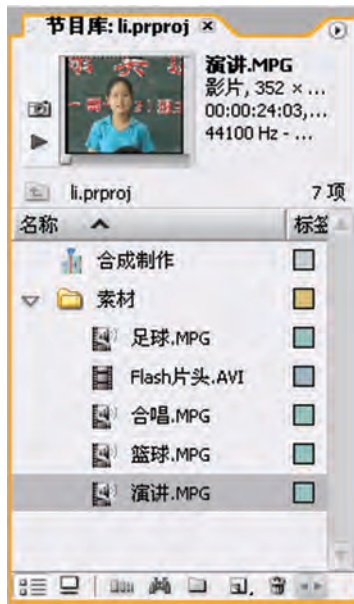 节目库: li.prproj ×
演讲.MPG
影片, 352 × ...
00:00:24:03,...
44100 Hz - ...
li.prproj 7 项
名称 标签
合成制作
素材
足球.MPG
Flash片头.AVI
合唱.MPG
篮球.MPG
演讲.MPG